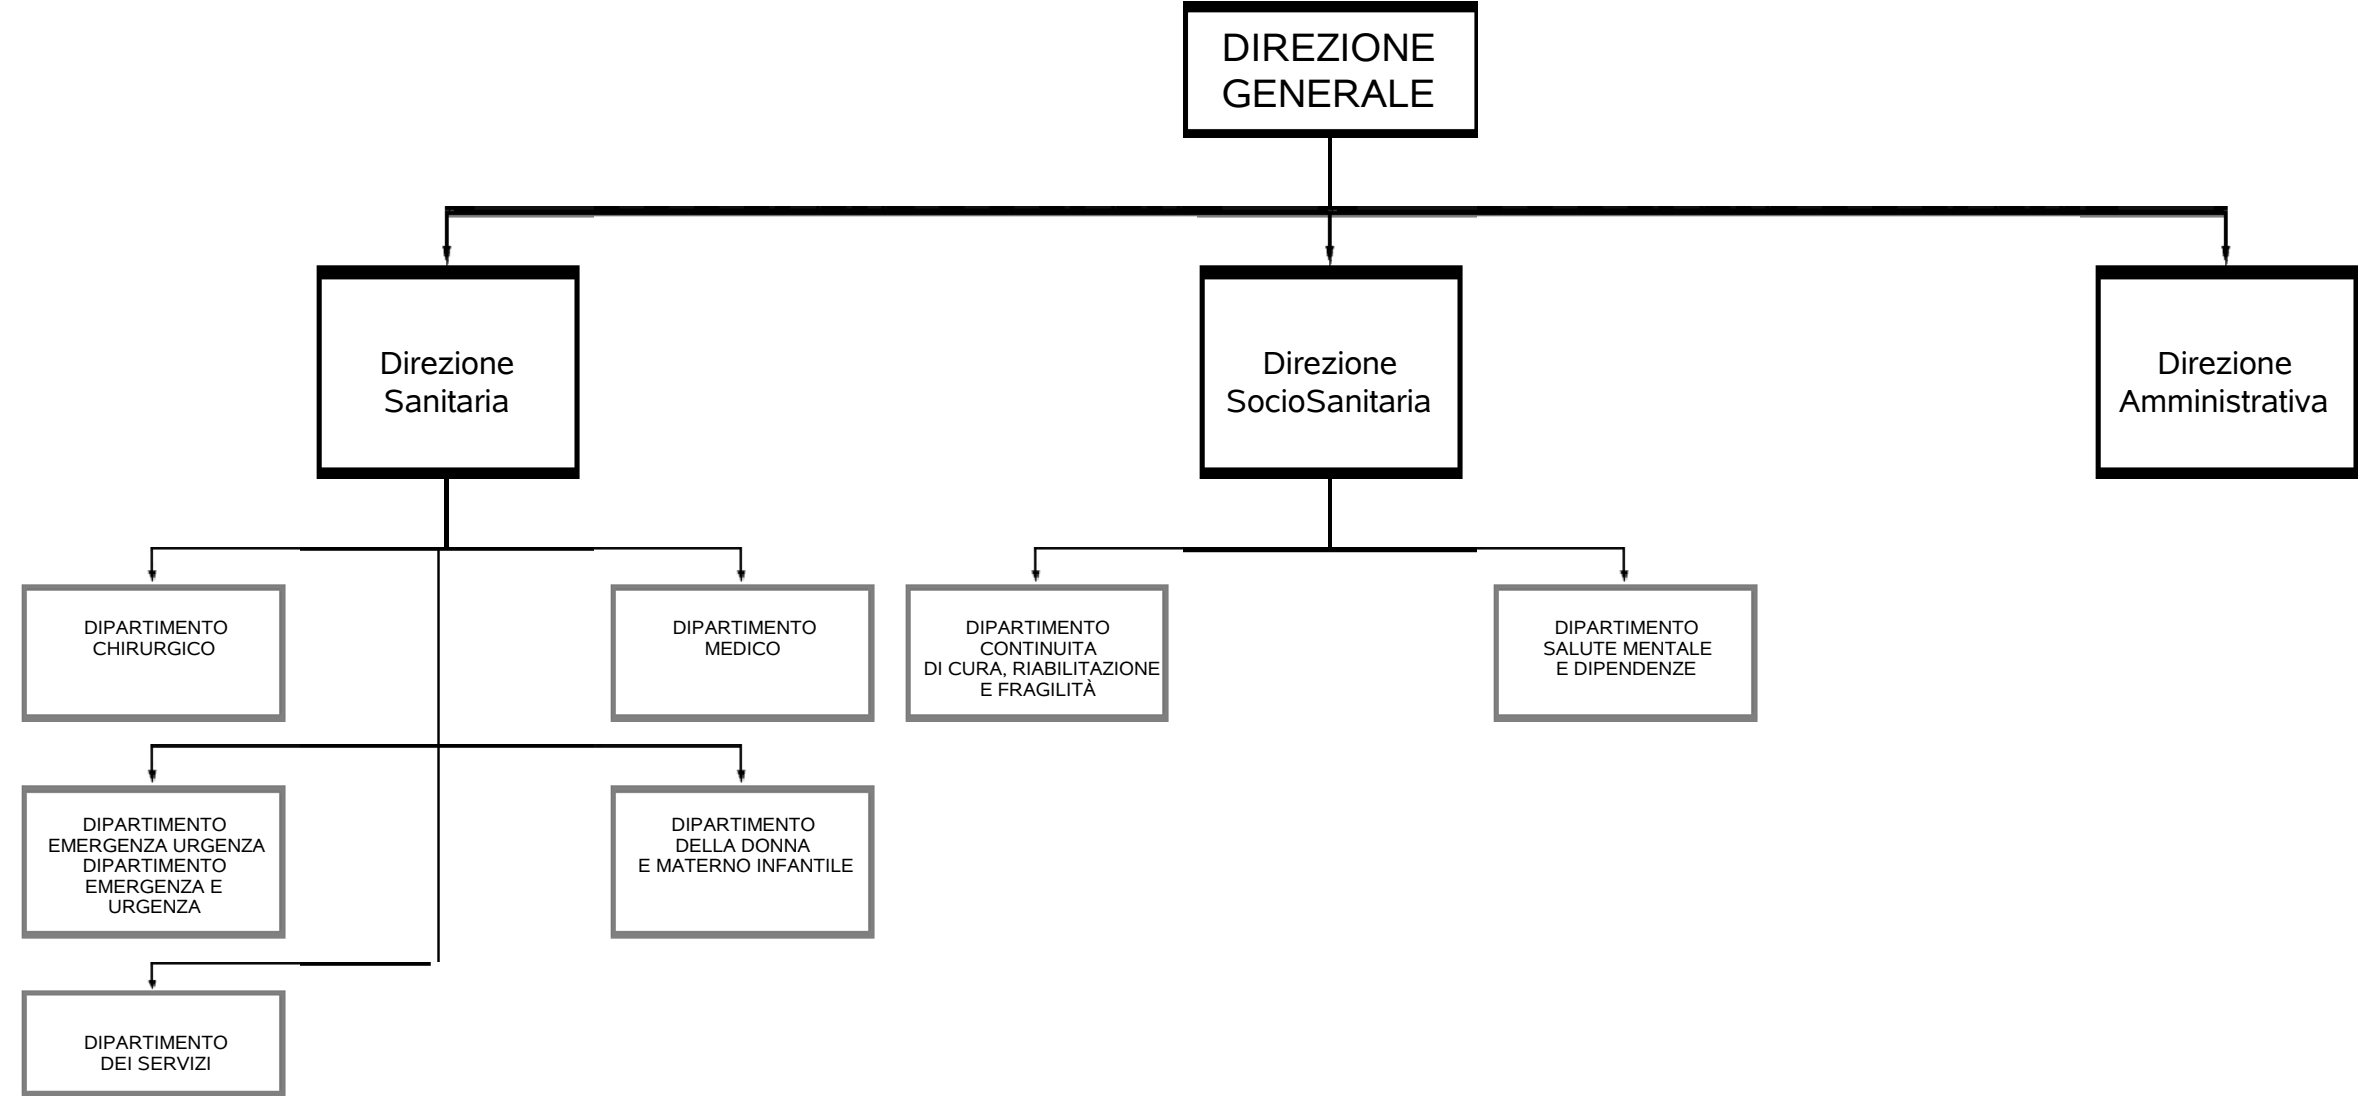 DIREZIONE
GENERALE
Direzione
Sanitaria
Direzione
SocioSanitaria
Direzione
Amministrativa
DIPARTIMENTO
CHIRURGICO
DIPARTIMENTO
MEDICO
DIPARTIMENTO
CONTINUITA
DI CURA, RIABILITAZIONE
E FRAGILITÀ
DIPARTIMENTO
SALUTE MENTALE
E DIPENDENZE
DIPARTIMENTO
EMERGENZA URGENZA
DIPARTIMENTO
EMERGENZA E
URGENZA
DIPARTIMENTO
DELLA DONNA
E MATERNO INFANTILE
DIPARTIMENTO
DEI SERVIZI